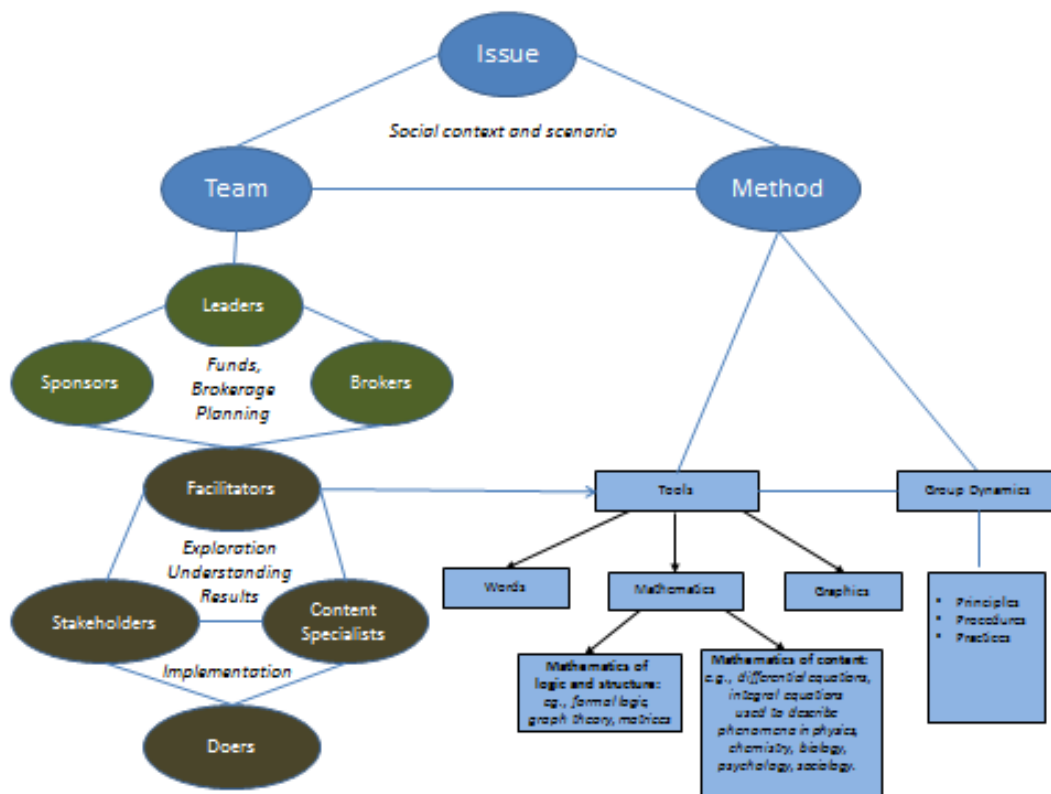 Issue
Social context and scenario
Team
Method
Leaders
Sponsors
Funds,
Brokerage
Planning
Brokers
Facilitators
Exploration
Understanding
Results
Stakeholders
Content
Specialists
Implementation
Doers
Tools
Group Dynamics
Words
Mathematics
Graphics
Mathematics of
logic and structure:
eg., formal logic,
graph theory, matrices
Mathematics of content:
e.g., differential equations,
integral equations
used to describe
phenomena in physics,
chemistry, biology,
psychology, sociology.
• Principles
• Procedures
• Practices